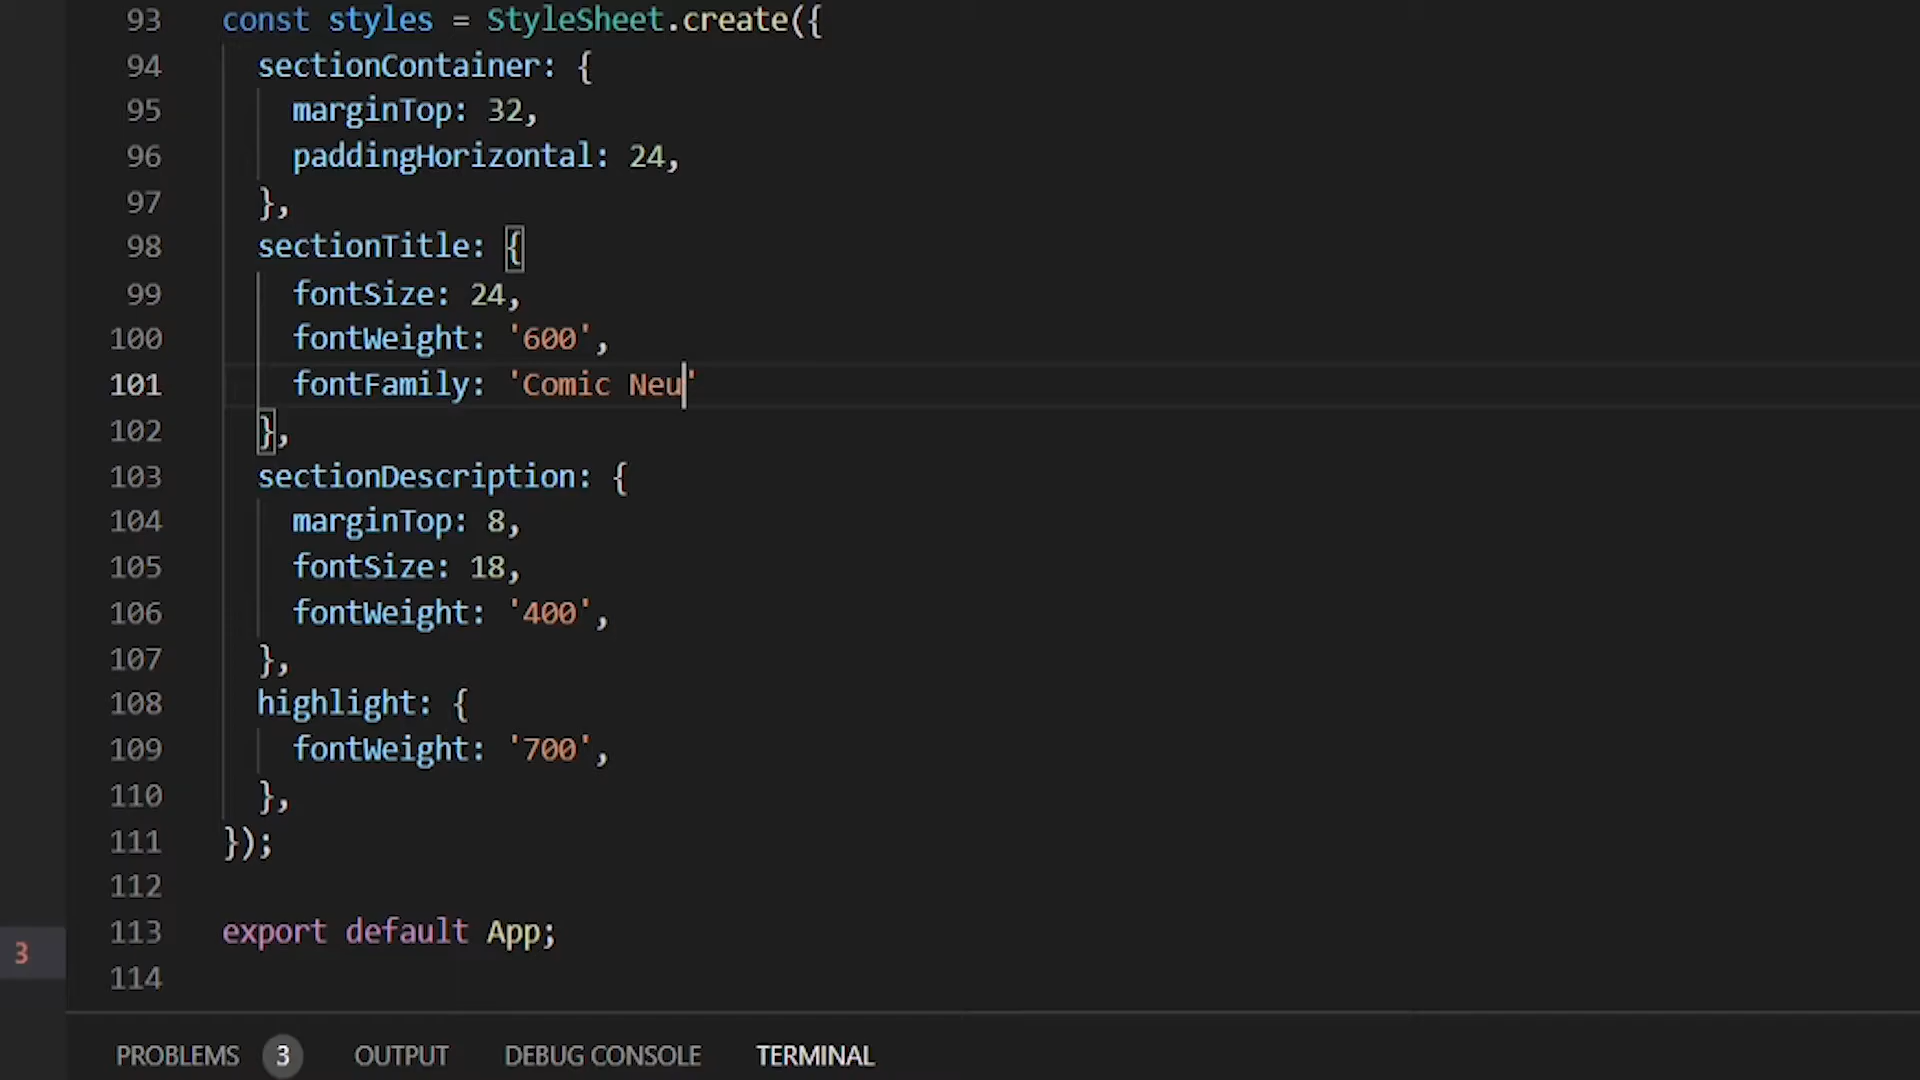 93 const styles = StyleSheet.create({
94 sectionContainer: {
95 marginTop: 32,
96 paddingHorizontal: 24,
97 },
98 sectionTitle: {
99 fontSize: 24,
100 fontWeight: '600',
101 fontFamily: 'Comic Neu'
102 },
103 sectionDescription: {
104 marginTop: 8,
105 fontSize: 18,
106 fontWeight: '400',
107 },
108 highlight: {
109 fontWeight: '700',
110 },
111 });
112
113 export default App;
3
114
PROBLEMS 3 OUTPUT DEBUG CONSOLE TERMINAL